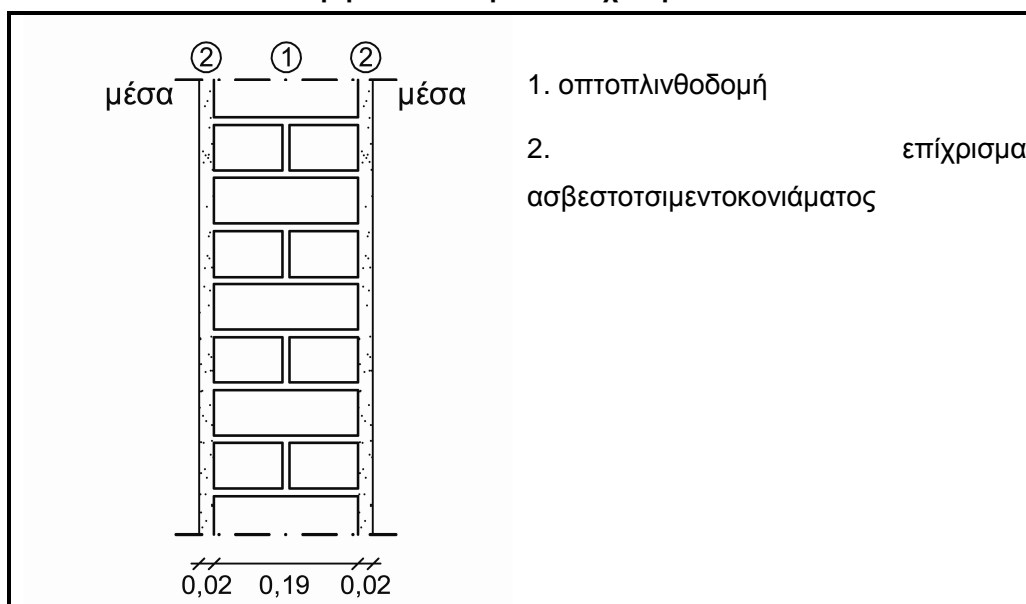 ② ① ②
μέσα μέσα
0,02 0,19 0,02
1. οπτοπλινθοδομή
2. επίχρισμα
ασβεστοτσιμεντοκονιάματος